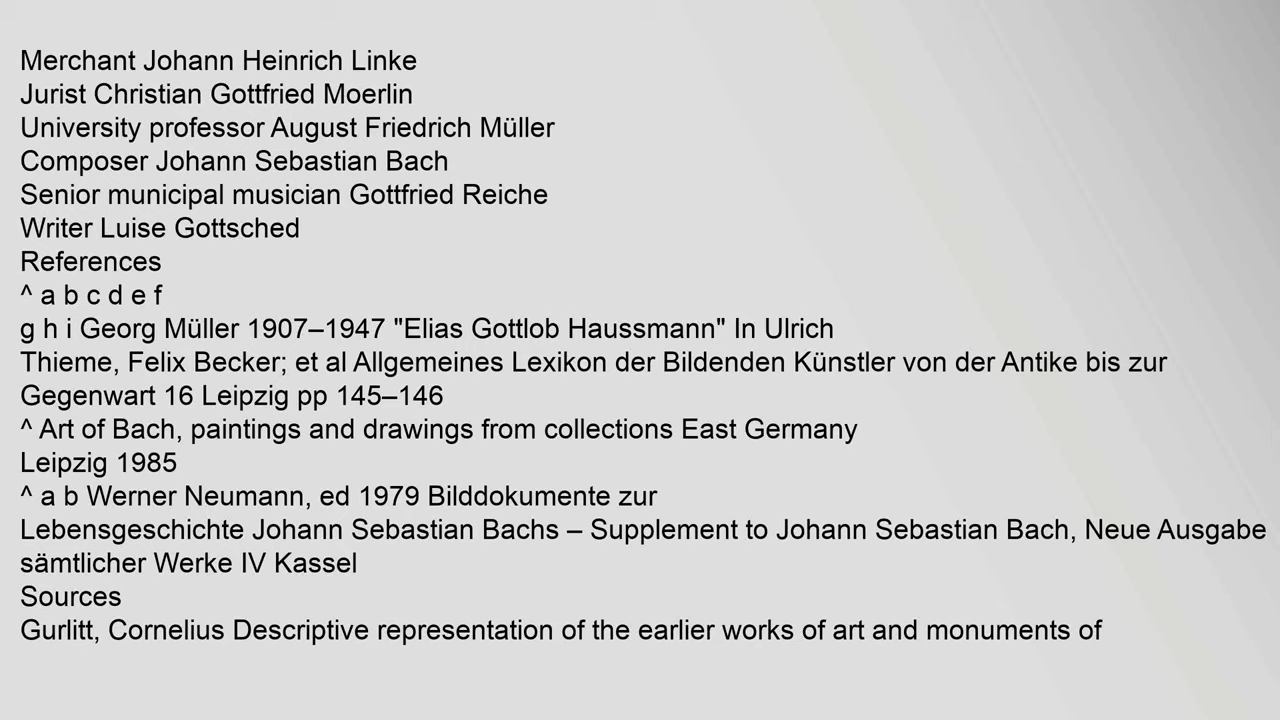 Merchant Johann Heinrich Linke
Jurist Christian Gottfried Moerlin
University professor August Friedrich Müller
Composer Johann Sebastian Bach
Senior municipal musician Gottfried Reiche
Writer Luise Gottsched
References
^ a b c d e f
g h i Georg Müller 1907–1947 "Elias Gottlob Haussmann" In Ulrich
Thieme, Felix Becker; et al Allgemeines Lexikon der Bildenden Künstler von der Antike bis zur
Gegenwart 16 Leipzig pp 145–146
^ Art of Bach, paintings and drawings from collections East Germany
Leipzig 1985
^ a b Werner Neumann, ed 1979 Bilddokumente zur
Lebensgeschichte Johann Sebastian Bachs – Supplement to Johann Sebastian Bach, Neue Ausgabe
sämtlicher Werke IV Kassel
Sources
Gurlitt, Cornelius Descriptive representation of the earlier works of art and monuments of